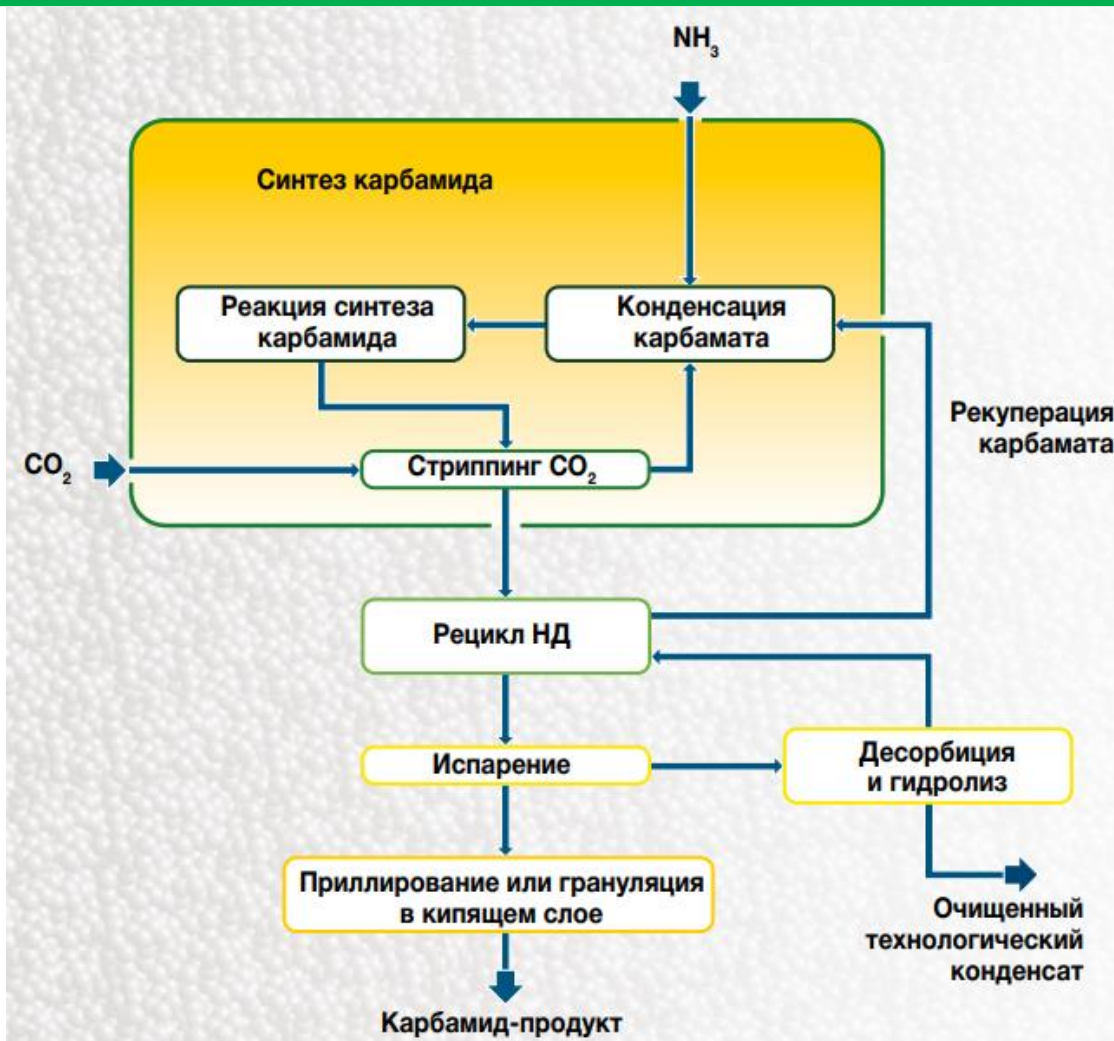 NH₃
Синтез карбамида
Реакция синтеза
карбамида
Конденсация
карбамата
Рекуперация
карбамата
CO₂
Стриппинг CO₂
Рецикл НД
Испарение
Десорбиция
и гидролиз
Приллирование или грануляция
в кипящем слое
Очищенный
технологический
конденсат
Карбамид-продукт